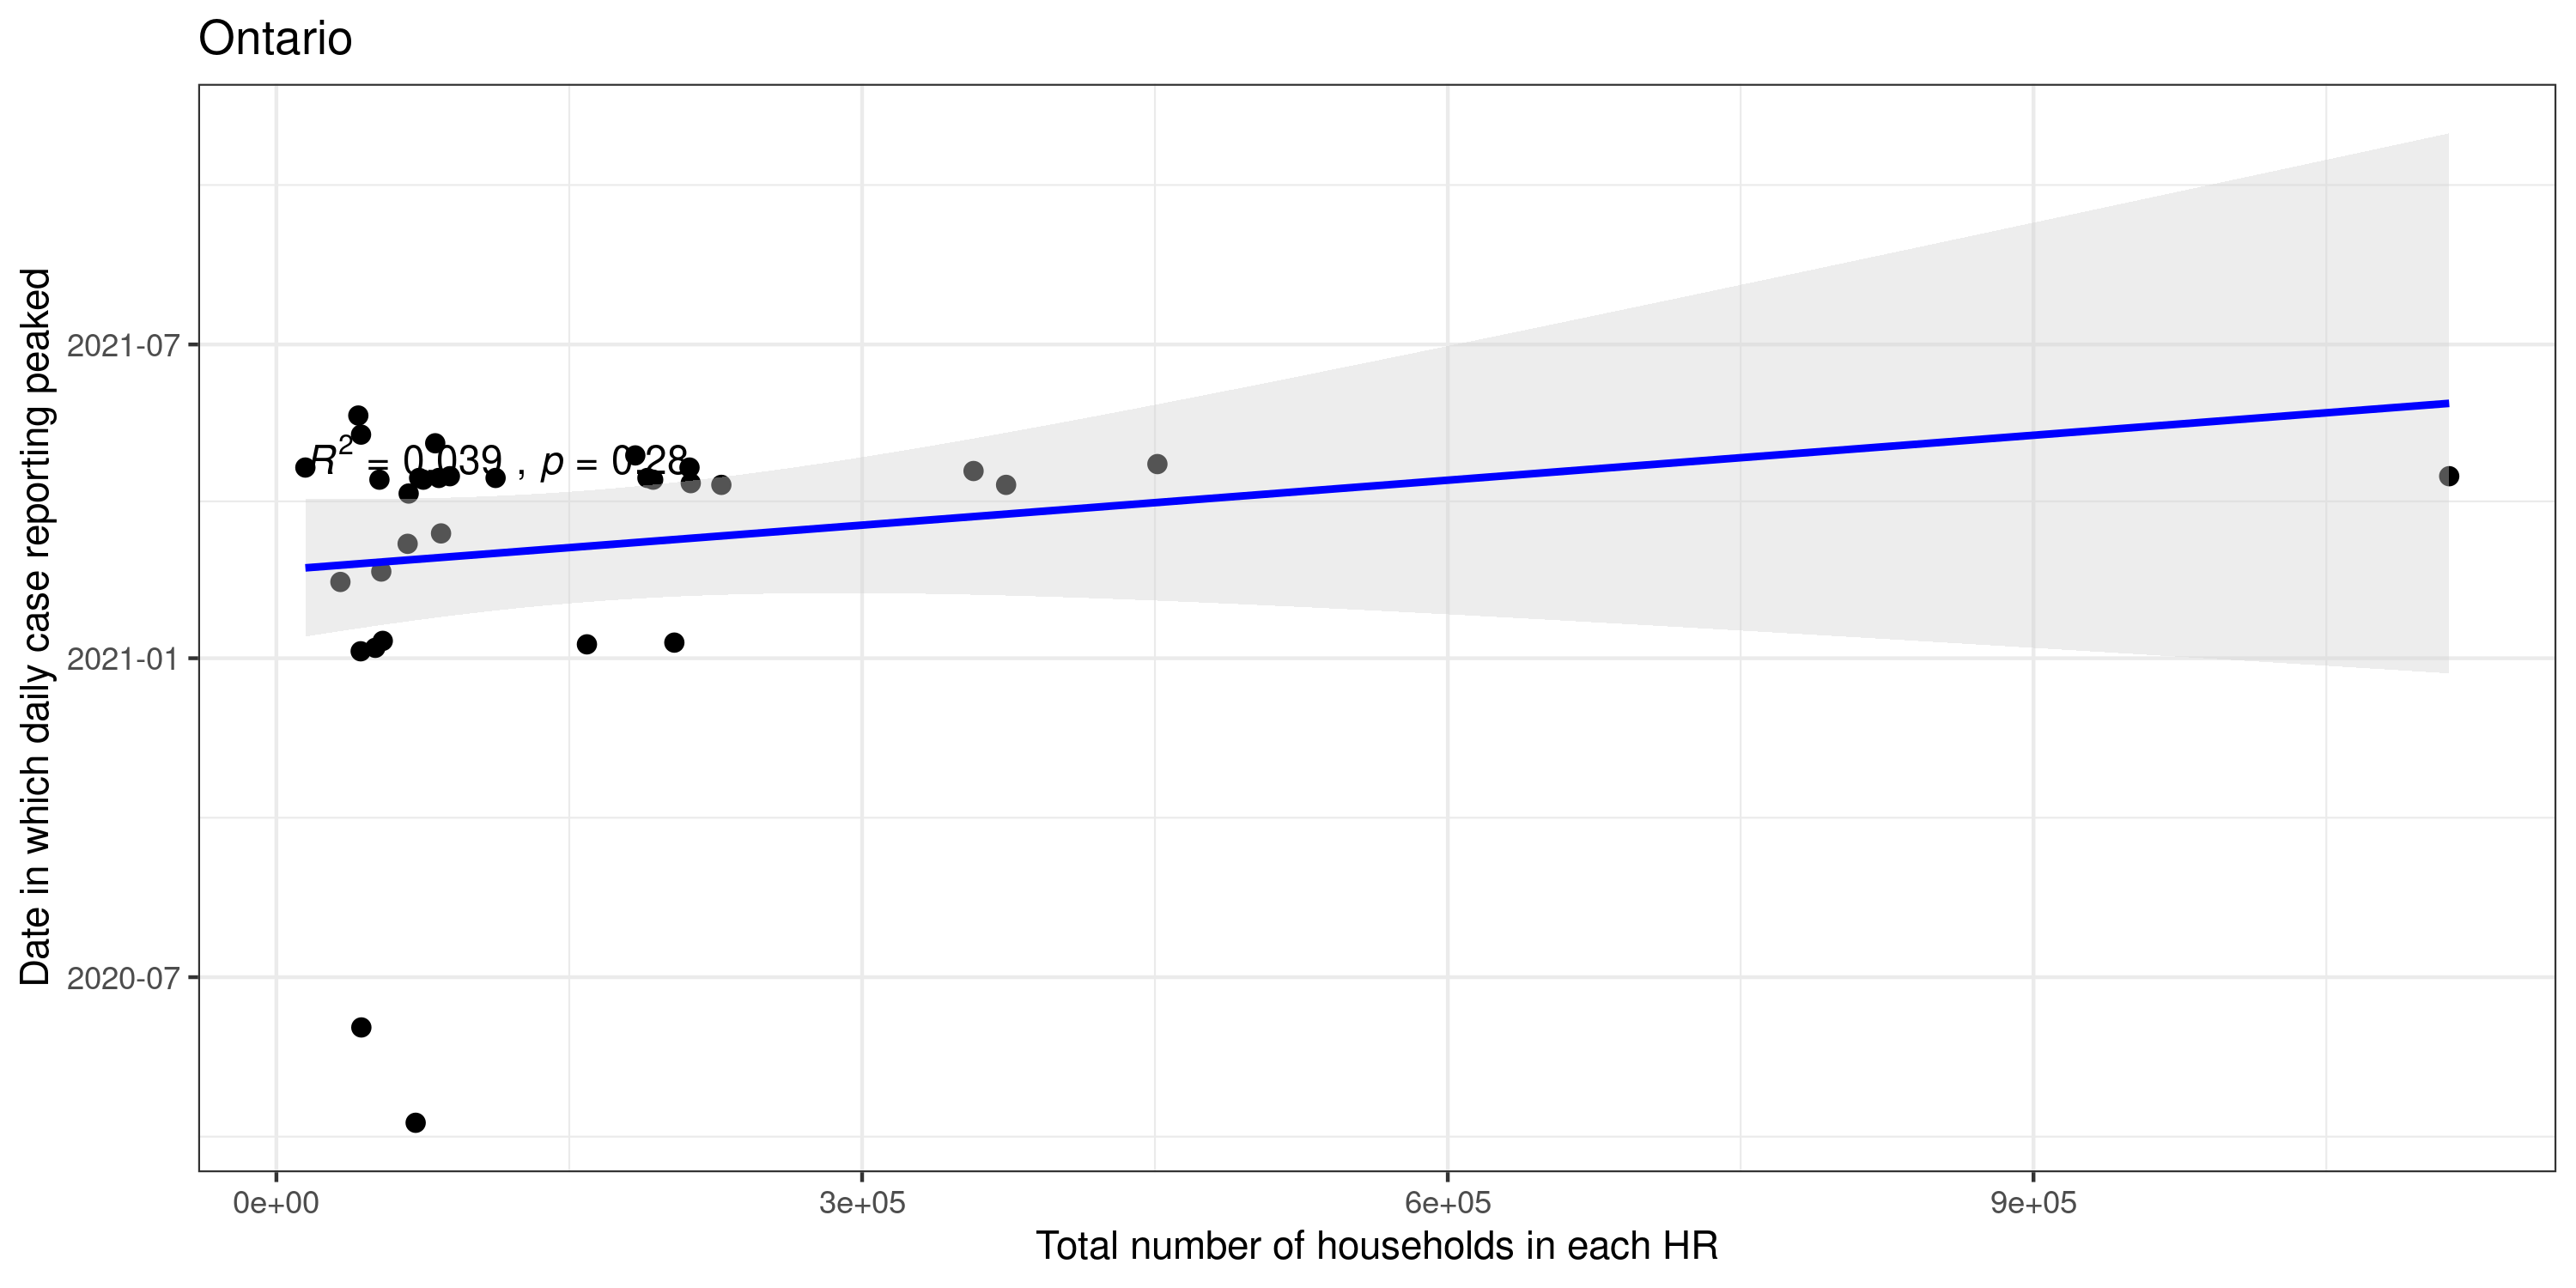 Ontario
Date in which daily case reporting peaked
2021-07
2021-01
2020-07
R² = 0.039 , p = 0.28
0e+00 3e+05 6e+05 9e+05
Total number of households in each HR